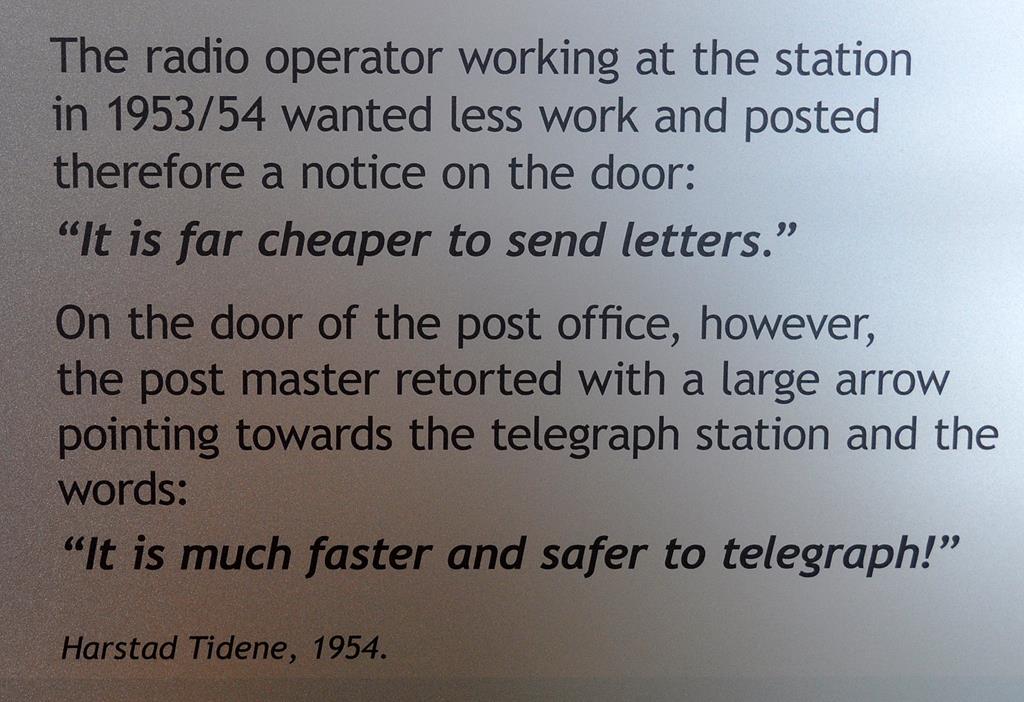 The radio operator working at the station
in 1953/54 wanted less work and posted
therefore a notice on the door:
“It is far cheaper to send letters.”
On the door of the post office, however,
the post master retorted with a large arrow
pointing towards the telegraph station and the
words:
“It is much faster and safer to telegraph!”
Harstad Tidene, 1954.